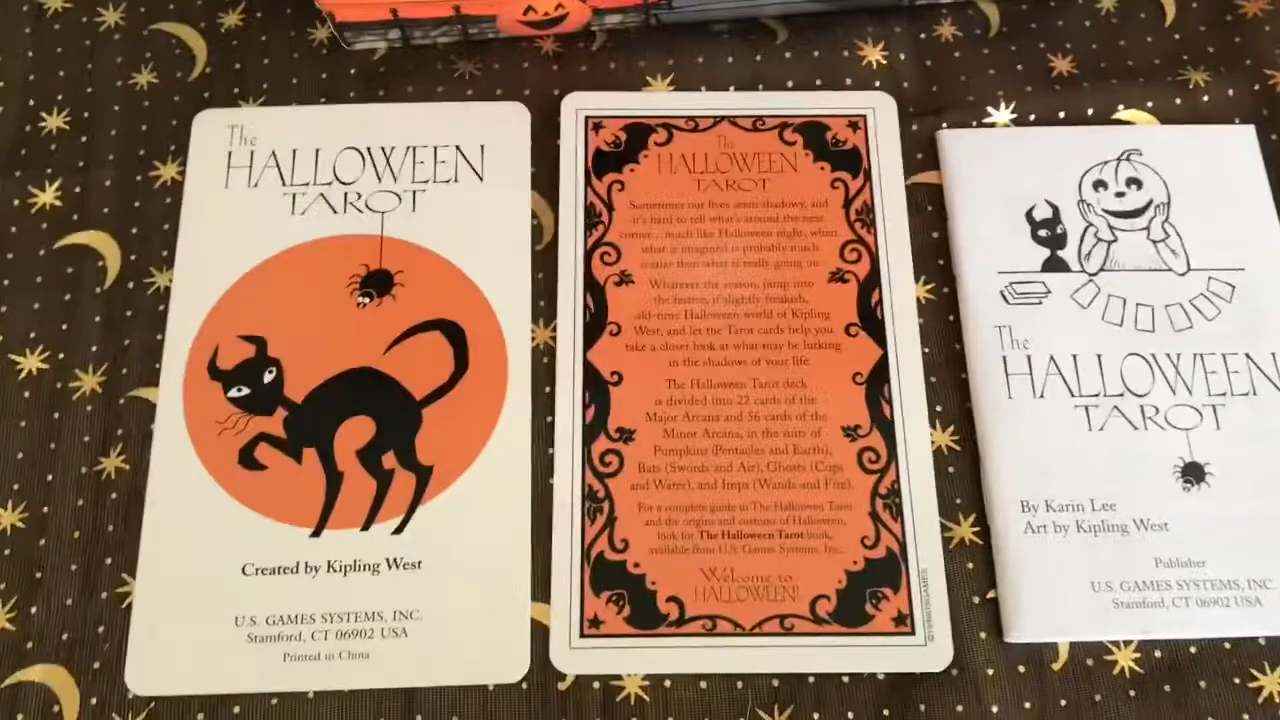 The
HALLOWEEN
TAROT
Created by Kipling West
U.S. GAMES SYSTEMS, INC.
Stamford, CT 06902 USA
Printed in China
The
HALLOWEEN
TAROT
Sometimes our lives seem shadowy, and
it's hard to tell what's around the next
corner... much like Halloween night, when
what is imagined is probably much
scarier than what is really going on.
Whatever the season, jump into
the festive, if slightly freakish,
old-time Halloween world of Kipling
West, and let the Tarot cards help you
take a closer look at what may be lurking
in the shadows of your life.
The Halloween Tarot deck
is divided into 22 cards of the
Major Arcana and 56 cards of the
Minor Arcana, in the suits of
Pumpkins (Pentacles and Earth),
Bats (Swords and Air), Ghosts (Cups
and Water), and Imps (Wands and Fire).
For a complete guide to The Halloween Tarot
and the origins and customs of Halloween,
look for The Halloween Tarot book,
available from U.S. Games Systems, Inc.
Welcome to
HALLOWEEN!
The
HALLOWEEN
TAROT
By Karin Lee
Art by Kipling West
Publisher
U.S. GAMES SYSTEMS, INC.
Stamford, CT 06902 USA